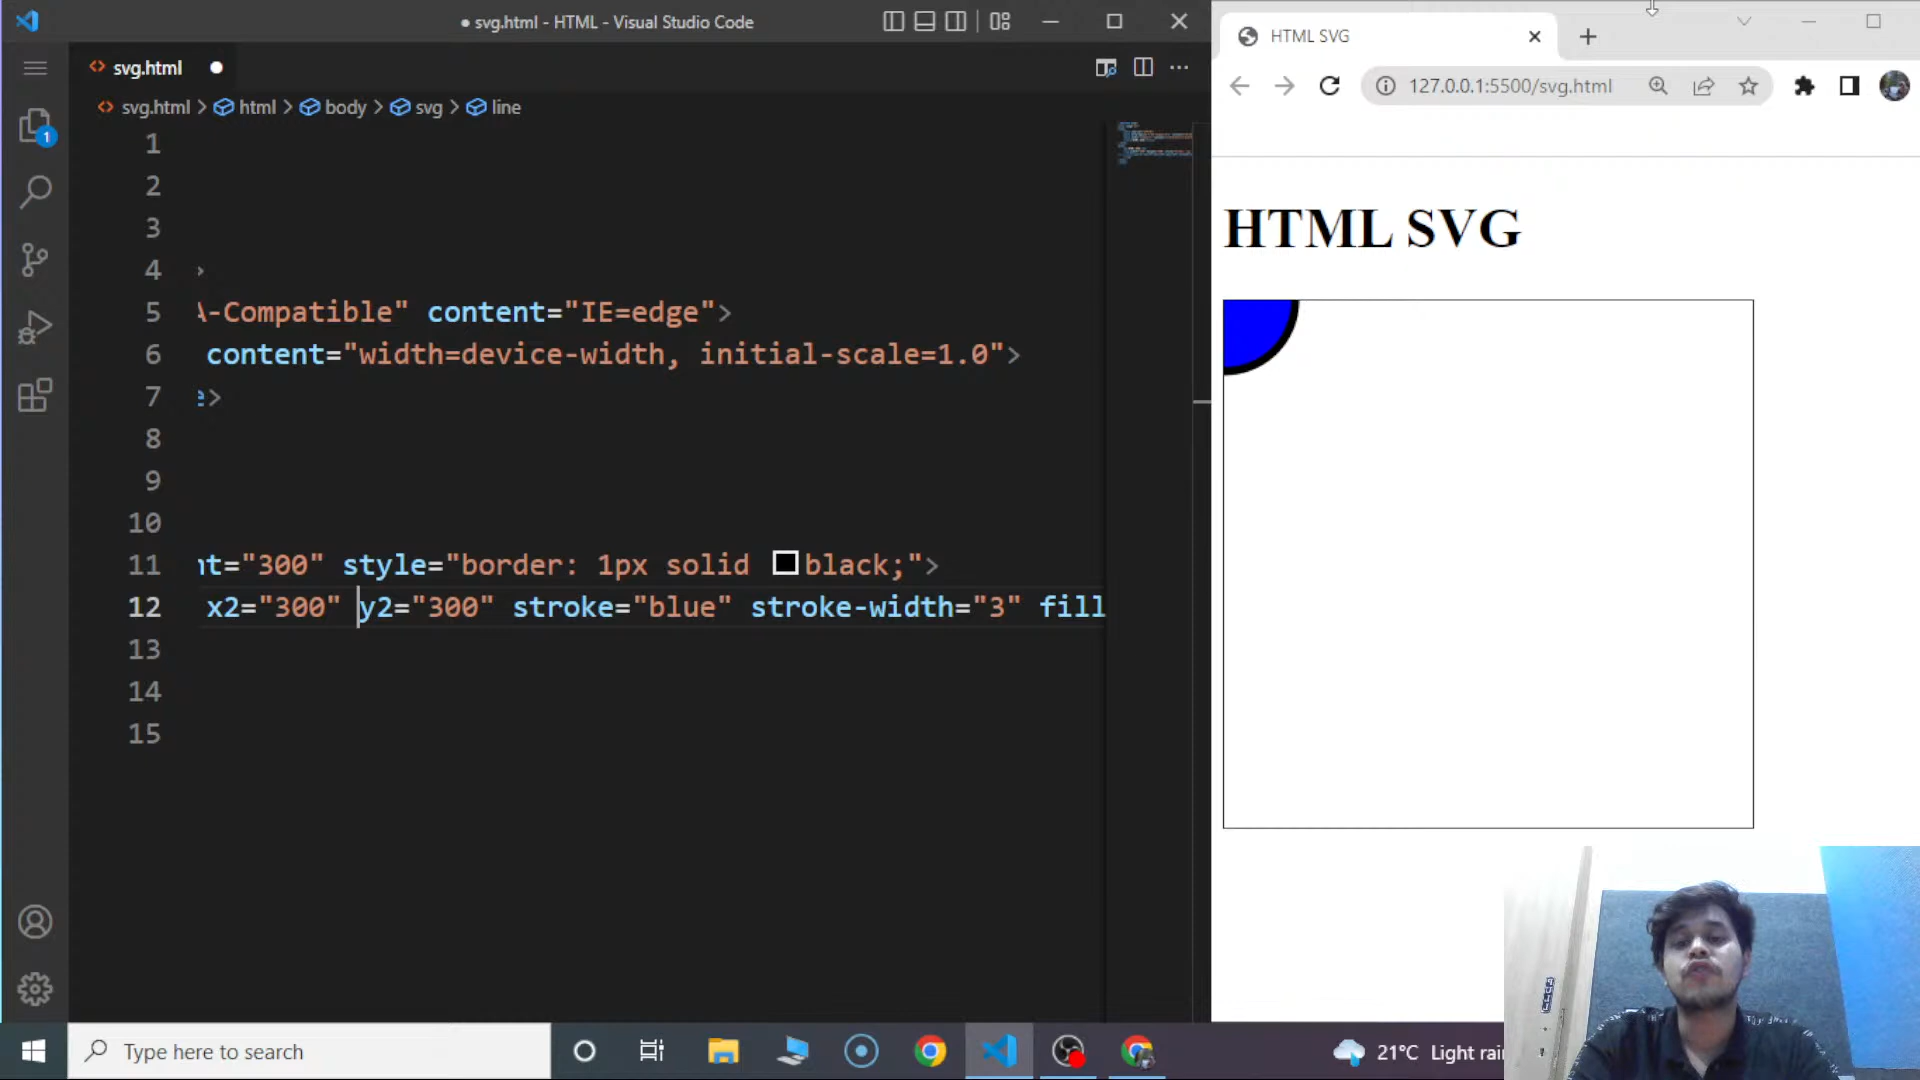 svg.html - HTML - Visual Studio Code
svg.html
svg.html > html > body > svg > line
1
1
2
3
4 >
5 A-Compatible" content="IE=edge">
6 content="width=device-width, initial-scale=1.0">
7 e>
8
9
10
11 ht="300" style="border: 1px solid black;">
12 x2="300" y2="300" stroke="blue" stroke-width="3" fill
13
14
15
HTML SVG
127.0.0.1:5500/svg.html
HTML SVG
Type here to search
21°C Light rai